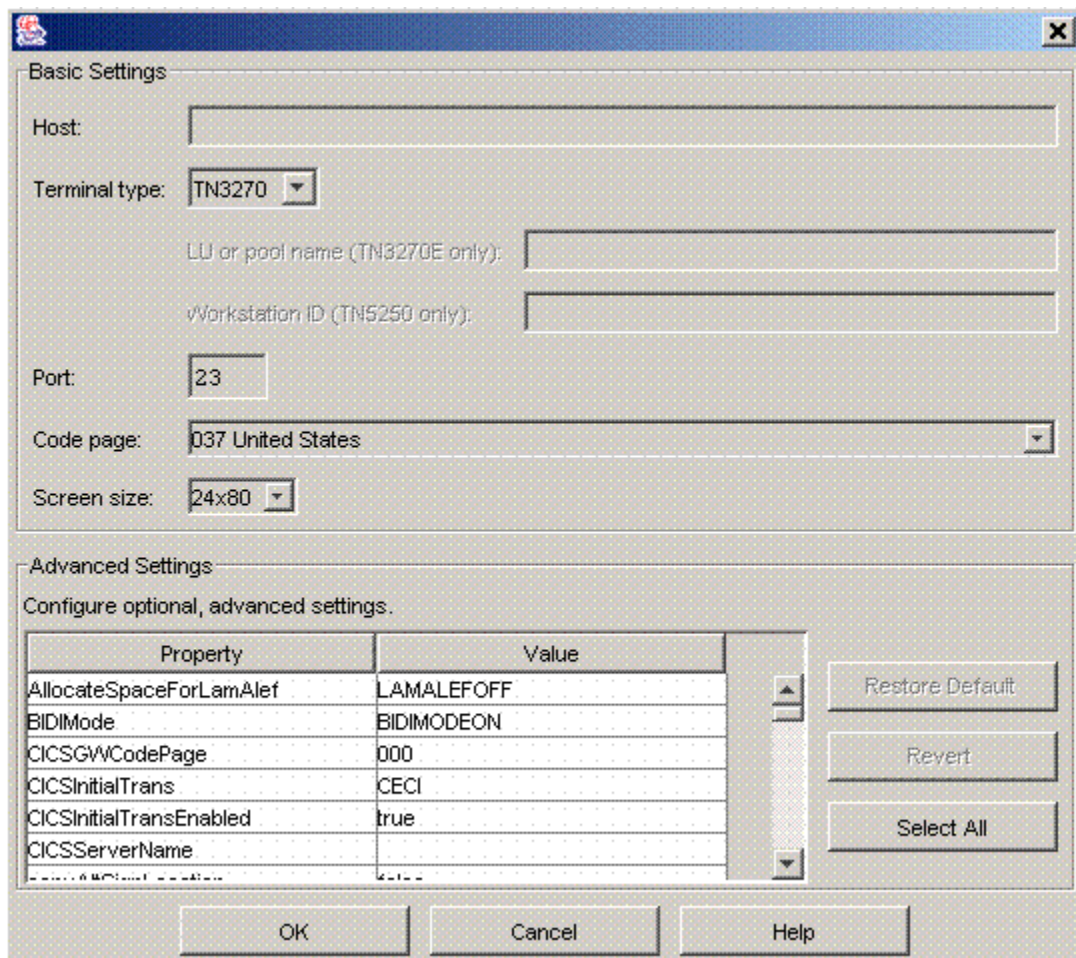 Basic Settings
Host:
Terminal type: TN3270
LU or pool name (TN3270E only):
Workstation ID (TN5250 only):
Port: 23
Code page: 037 United States
Screen size: 24x80
Advanced Settings
Configure optional, advanced settings.
Property Value
AllocateSpaceForLamAlef LAMALEFOFF
BIDIMode BIDIMODEON
CICSGWCodePage 000
CICSInitialTrans CECI
CICSInitialTransEnabled true
CICSServerName
Restore Default
Revert
Select All
OK Cancel Help